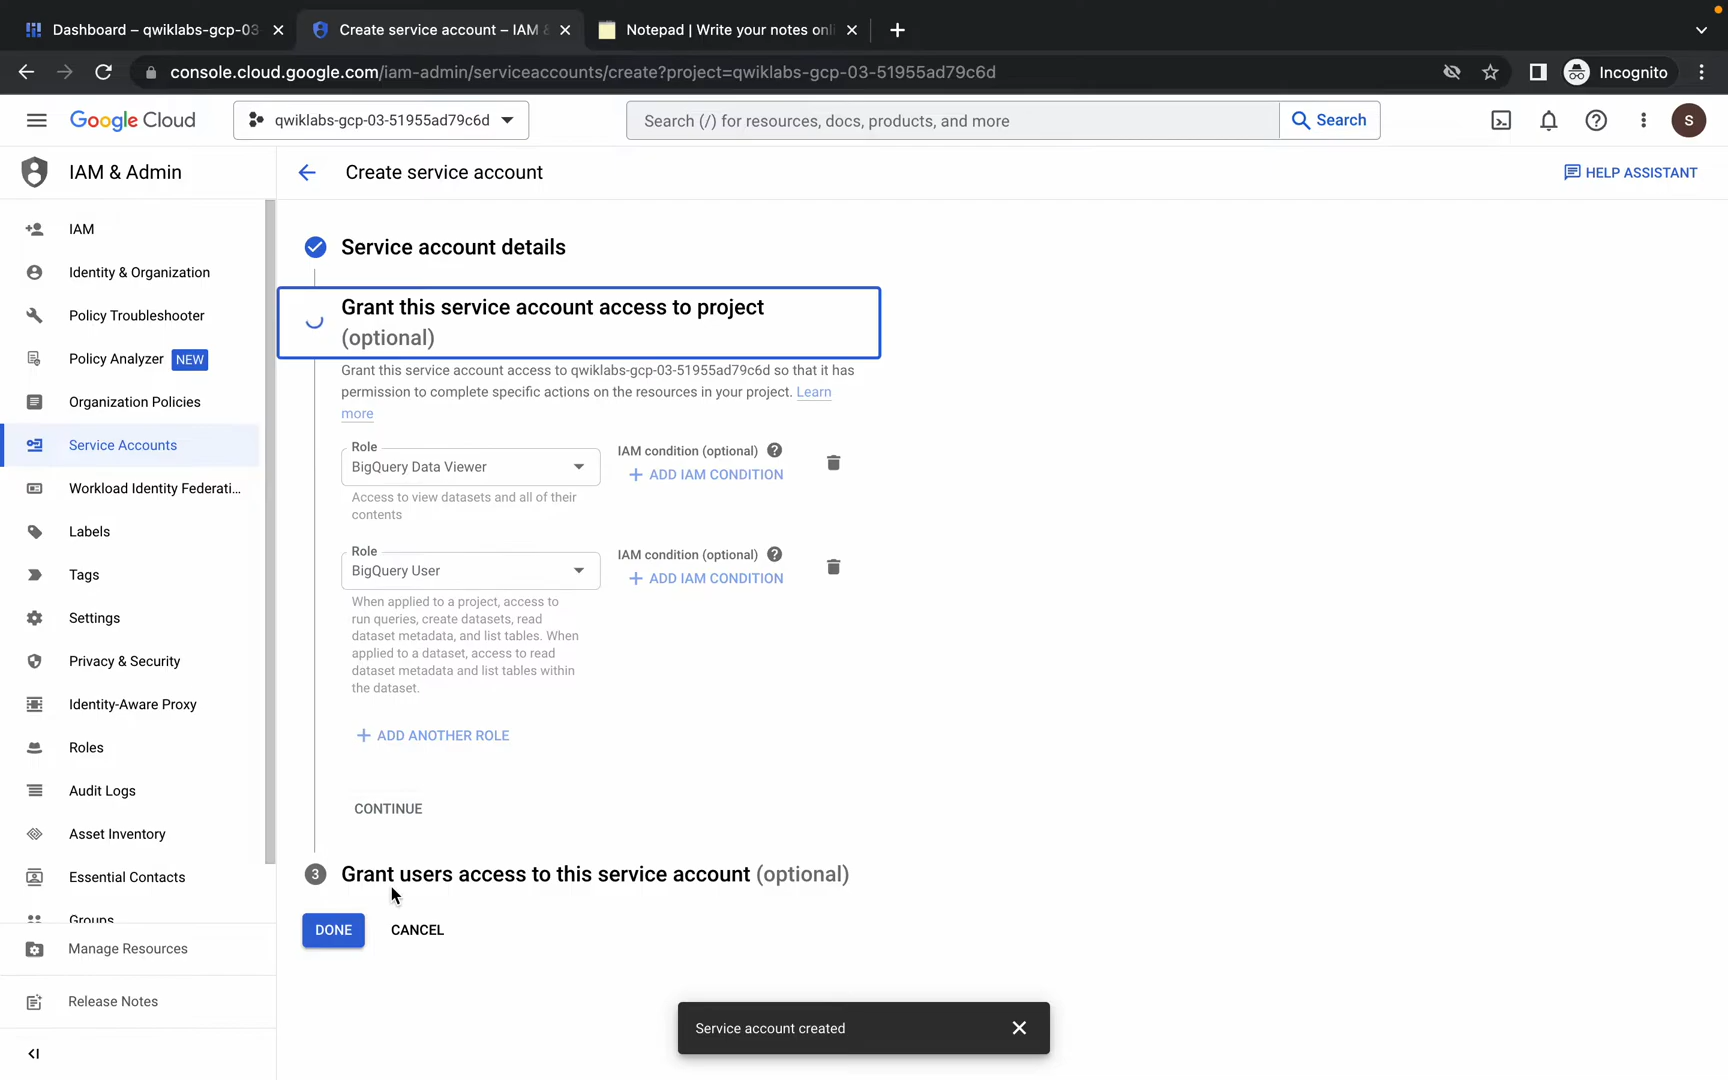 Dashboard – qwiklabs-gcp-03
Create service account – IAM &
Notepad | Write your notes onli
console.cloud.google.com/iam-admin/serviceaccounts/create?project=qwiklabs-gcp-03-51955ad79c6d
Incognito
Google Cloud
qwiklabs-gcp-03-51955ad79c6d
Search (/) for resources, docs, products, and more
Search
S
IAM & Admin
Create service account
HELP ASSISTANT
IAM
Identity & Organization
Policy Troubleshooter
Policy Analyzer NEW
Organization Policies
Service Accounts
Workload Identity Federati...
Labels
Tags
Settings
Privacy & Security
Identity-Aware Proxy
Roles
Audit Logs
Asset Inventory
Essential Contacts
Groups
Manage Resources
Release Notes
Service account details
Grant this service account access to project
(optional)
Grant this service account access to qwiklabs-gcp-03-51955ad79c6d so that it has
permission to complete specific actions on the resources in your project. Learn
more
Role
BigQuery Data Viewer
IAM condition (optional)
+ ADD IAM CONDITION
Access to view datasets and all of their
contents
Role
BigQuery User
IAM condition (optional)
+ ADD IAM CONDITION
When applied to a project, access to
run queries, create datasets, read
dataset metadata, and list tables. When
applied to a dataset, access to read
dataset metadata and list tables within
the dataset.
+ ADD ANOTHER ROLE
CONTINUE
3 Grant users access to this service account (optional)
DONE
CANCEL
Service account created